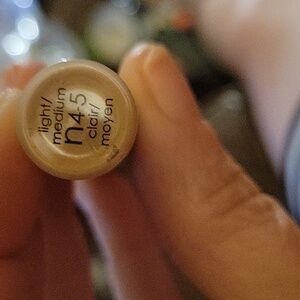 light/
medium
n4-5
clair/
moyen